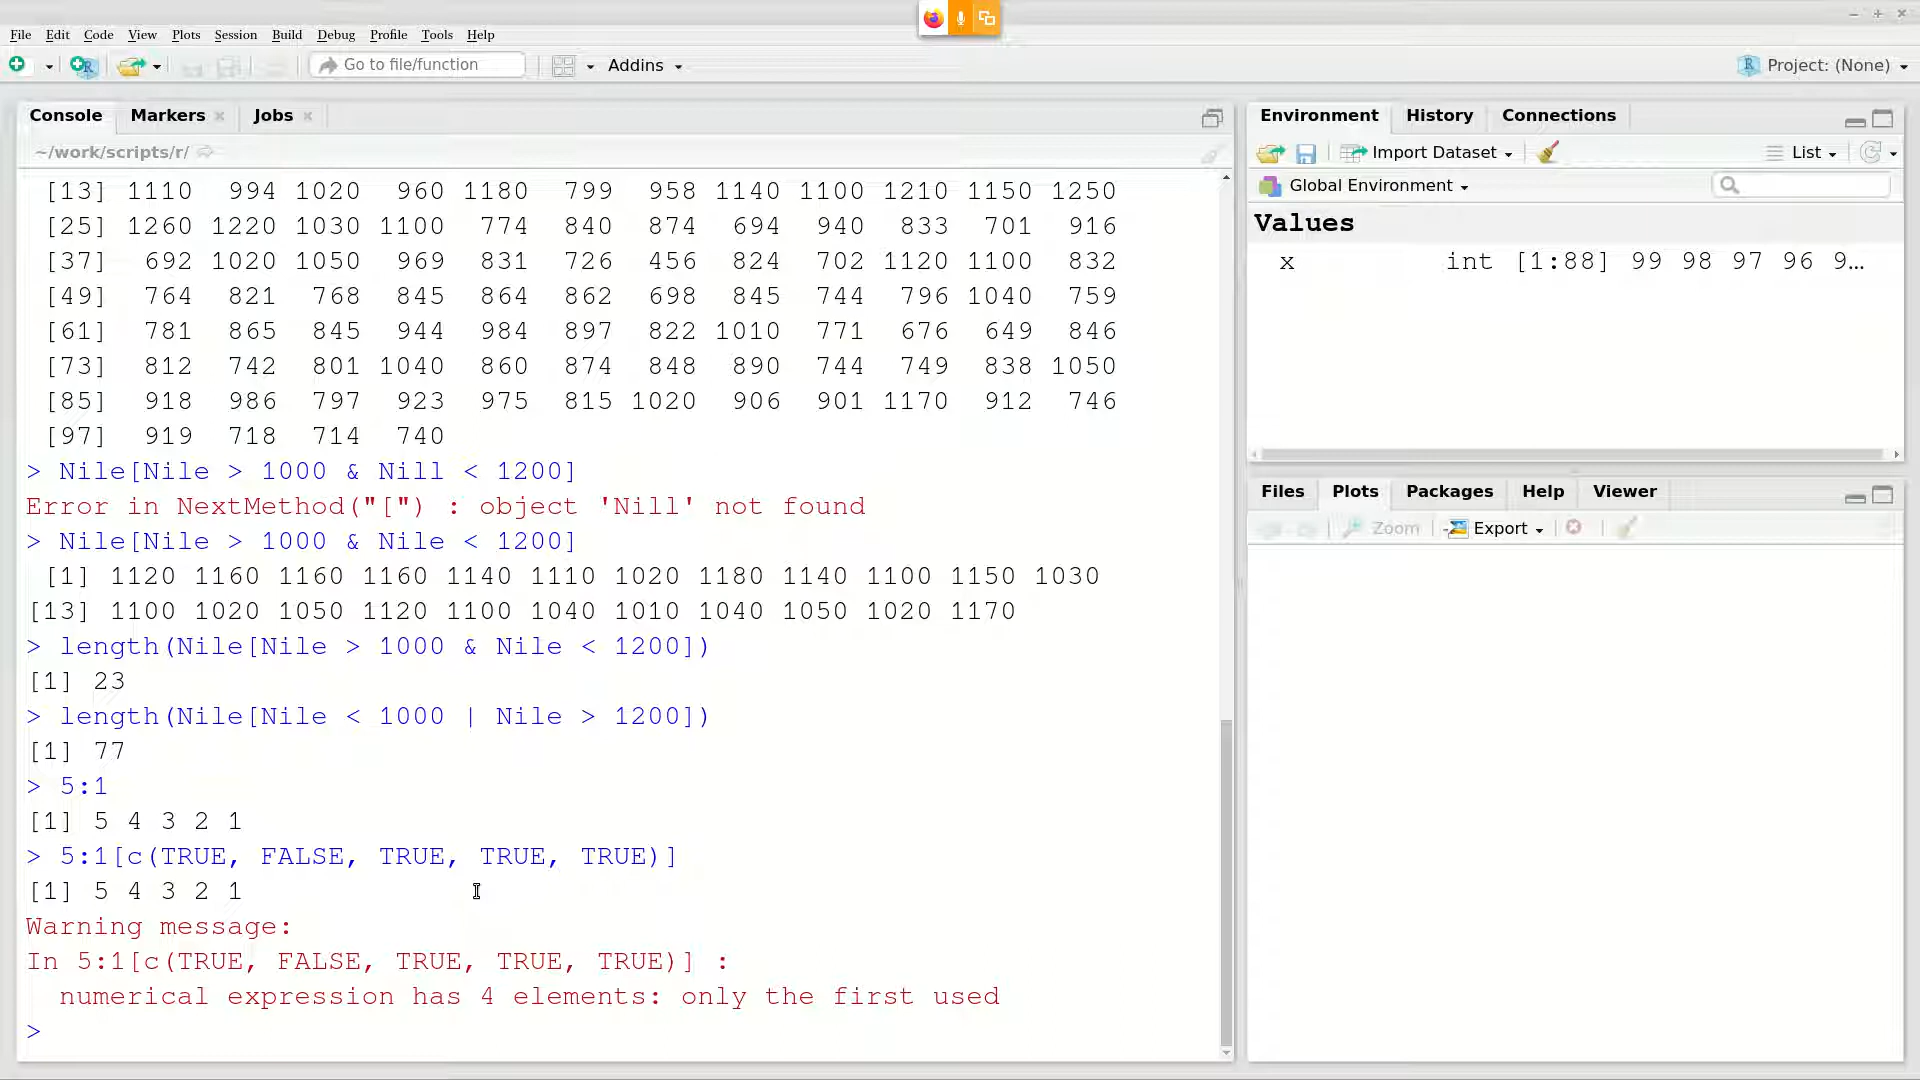 File Edit Code View Plots Session Build Debug Profile Tools Help
Go to file/function Addins Project: (None)
Console Markers Jobs
~/work/scripts/r/
[13] 1110 994 1020 960 1180 799 958 1140 1100 1210 1150 1250
[25] 1260 1220 1030 1100 774 840 874 694 940 833 701 916
[37] 692 1020 1050 969 831 726 456 824 702 1120 1100 832
[49] 764 821 768 845 864 862 698 845 744 796 1040 759
[61] 781 865 845 944 984 897 822 1010 771 676 649 846
[73] 812 742 801 1040 860 874 848 890 744 749 838 1050
[85] 918 986 797 923 975 815 1020 906 901 1170 912 746
[97] 919 718 714 740
> Nile[Nile > 1000 & Nill < 1200]
Error in NextMethod("[") : object 'Nill' not found
> Nile[Nile > 1000 & Nile < 1200]
[1] 1120 1160 1160 1160 1140 1110 1020 1180 1140 1100 1150 1030
[13] 1100 1020 1050 1120 1100 1040 1010 1040 1050 1020 1170
> length(Nile[Nile > 1000 & Nile < 1200])
[1] 23
> length(Nile[Nile < 1000 | Nile > 1200])
[1] 77
> 5:1
[1] 5 4 3 2 1
> 5:1[c(TRUE, FALSE, TRUE, TRUE, TRUE)]
[1] 5 4 3 2 1
Warning message:
In 5:1[c(TRUE, FALSE, TRUE, TRUE, TRUE)] :
numerical expression has 4 elements: only the first used
>
Environment History Connections
Import Dataset List
Global Environment
Values
x int [1:88] 99 98 97 96 9…
Files Plots Packages Help Viewer
Zoom Export